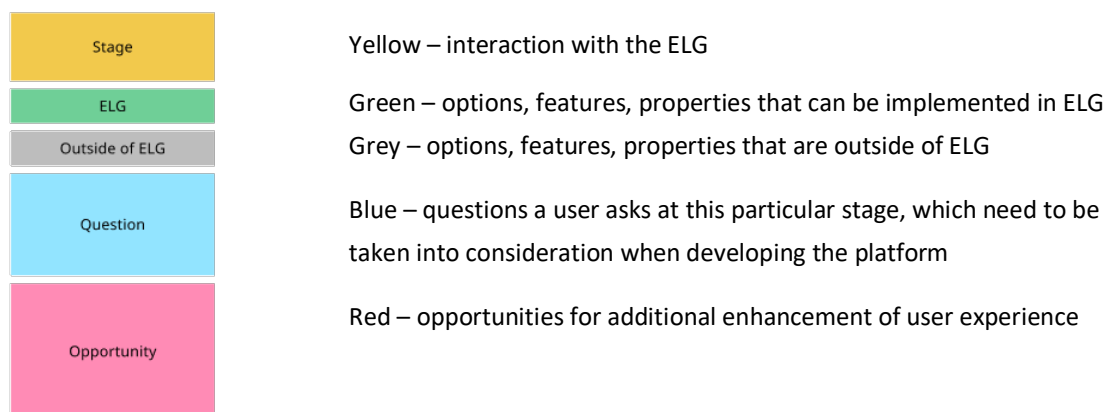 Stage
Yellow – interaction with the ELG
ELG
Green – options, features, properties that can be implemented in ELG
Outside of ELG
Grey – options, features, properties that are outside of ELG
Question
Blue – questions a user asks at this particular stage, which need to be
taken into consideration when developing the platform
Opportunity
Red – opportunities for additional enhancement of user experience